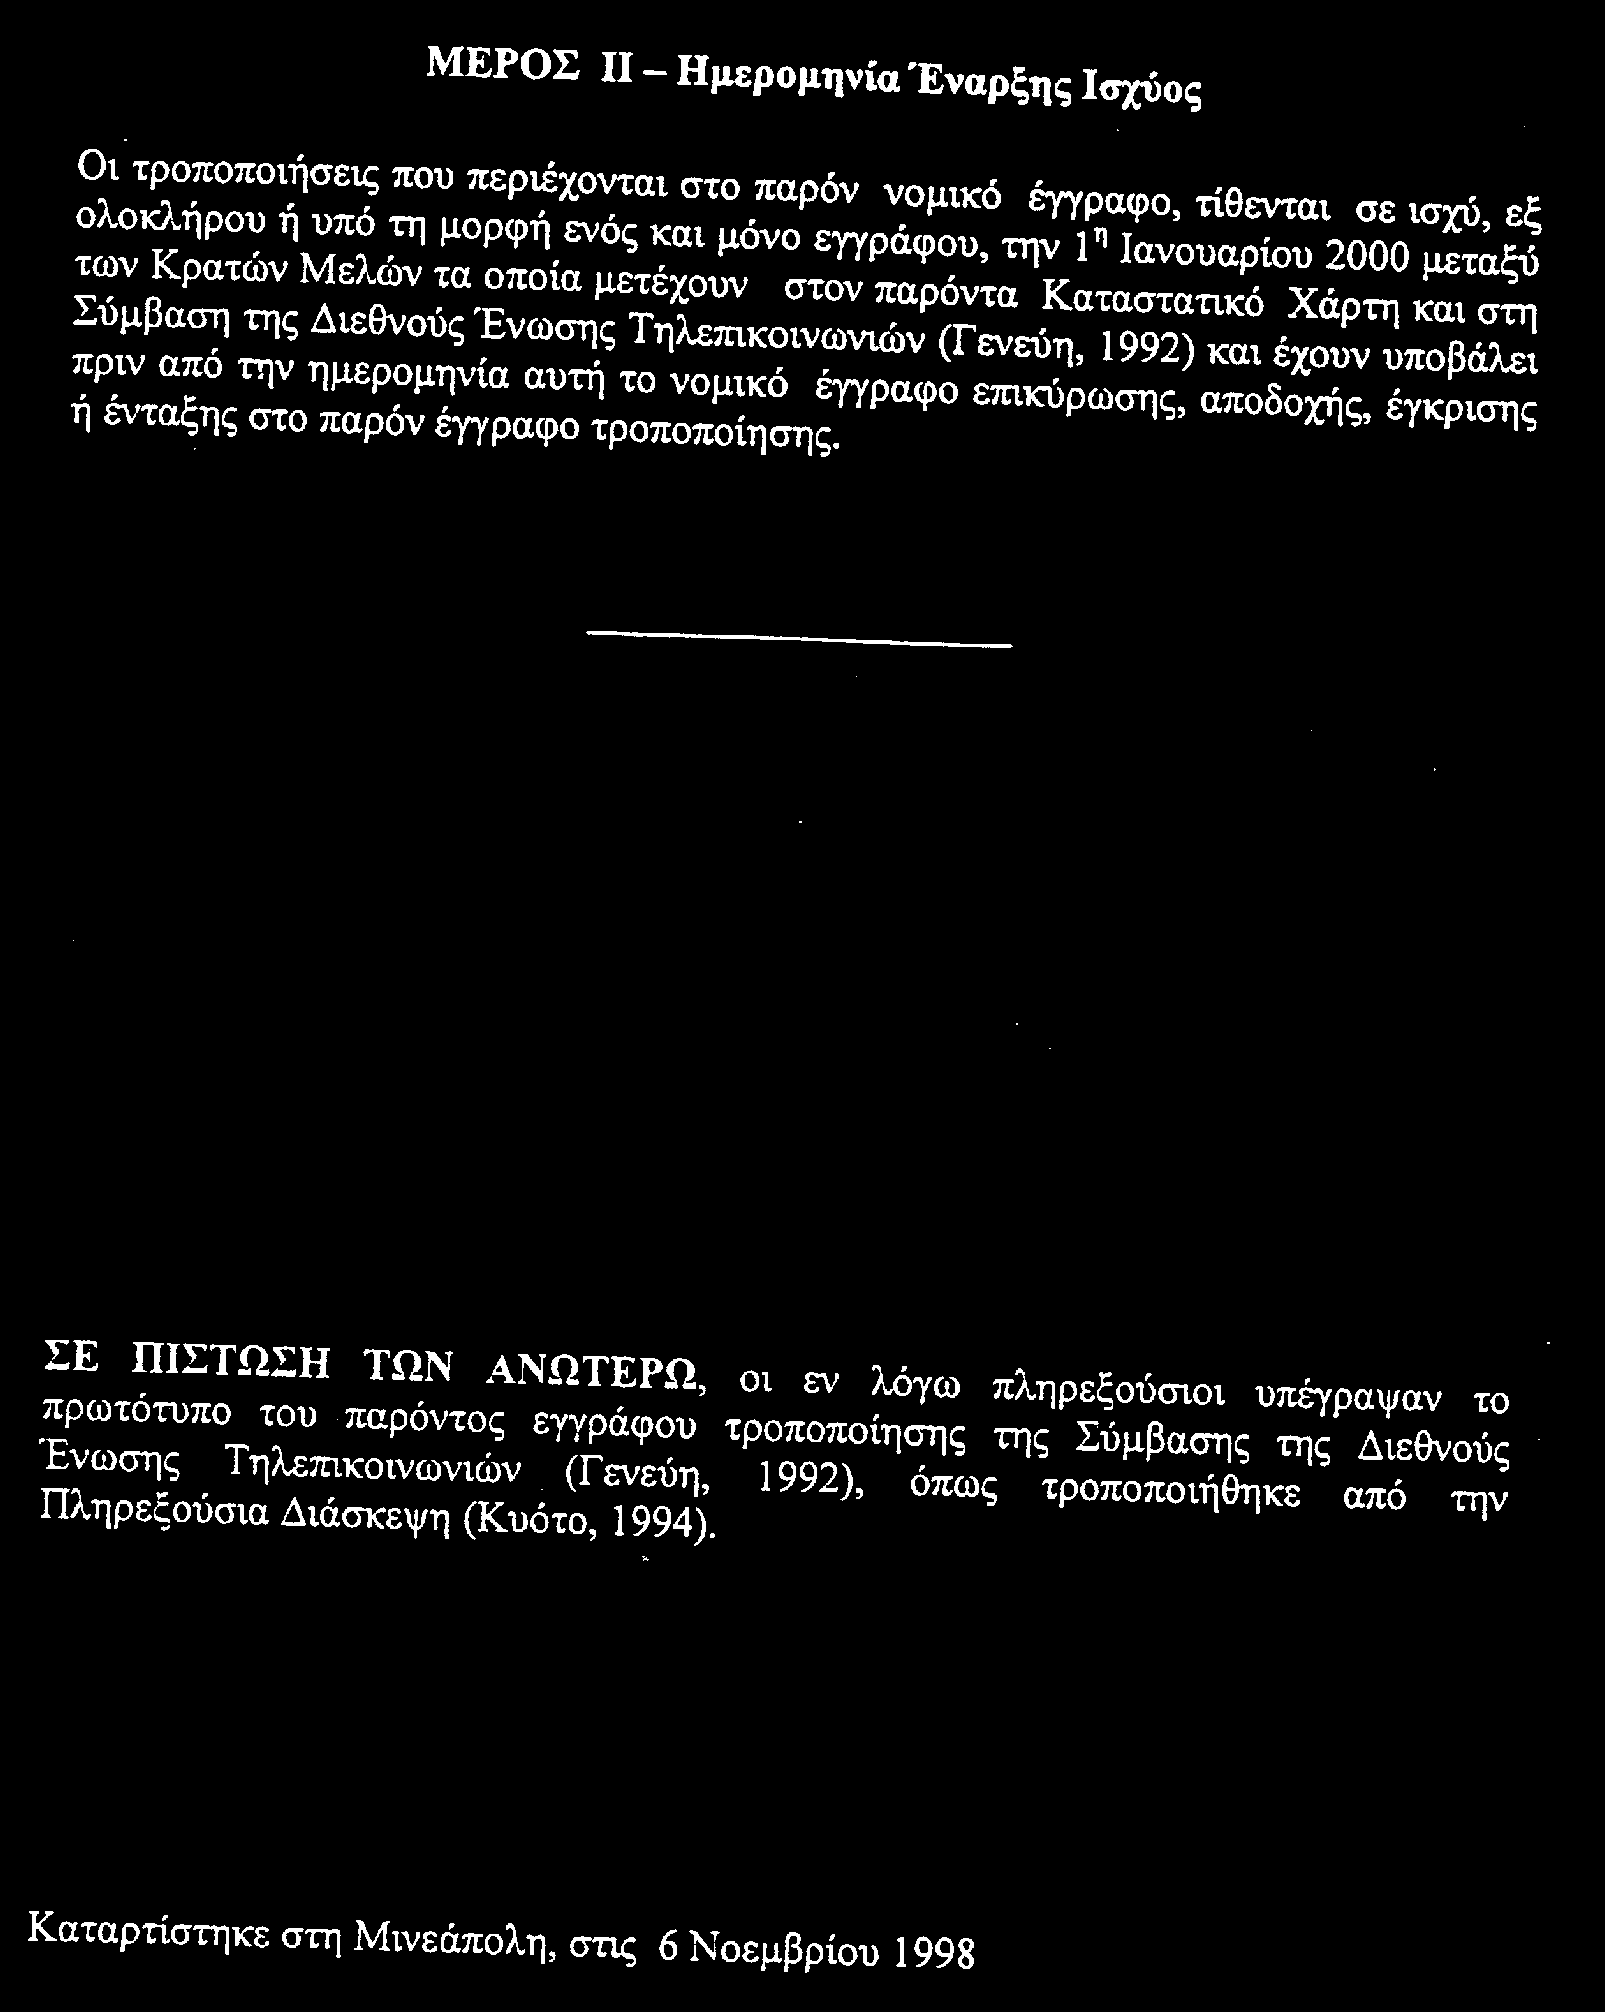 ΜΕΡΟΣ ΙΙ – Ημερομηνία Έναρξης Ισχύος
Οι τροποποιήσεις που περιέχονται στο παρόν νομικό έγγραφο, τίθενται σε ισχύ, εξ
ολοκλήρου ή υπό τη μορφή ενός και μόνο εγγράφου, την 1η Ιανουαρίου 2000 μεταξύ
των Κρατών Μελών τα οποία μετέχουν στον παρόντα Καταστατικό Χάρτη και στη
Σύμβαση της Διεθνούς Ένωσης Τηλεπικοινωνιών (Γενεύη, 1992) και έχουν υποβάλει
πριν από την ημερομηνία αυτή το νομικό έγγραφο επικύρωσης, αποδοχής, έγκρισης
ή ένταξης στο παρόν έγγραφο τροποποίησης.
ΣΕ ΠΙΣΤΩΣΗ ΤΩΝ ΑΝΩΤΕΡΩ, οι εν λόγω πληρεξούσιοι υπέγραψαν το
πρωτότυπο του παρόντος εγγράφου τροποποίησης της Σύμβασης της Διεθνούς
Ένωσης Τηλεπικοινωνιών (Γενεύη, 1992), όπως τροποποιήθηκε από την
Πληρεξούσια Διάσκεψη (Κυότο, 1994).
Καταρτίστηκε στη Μινεάπολη, στις 6 Νοεμβρίου 1998